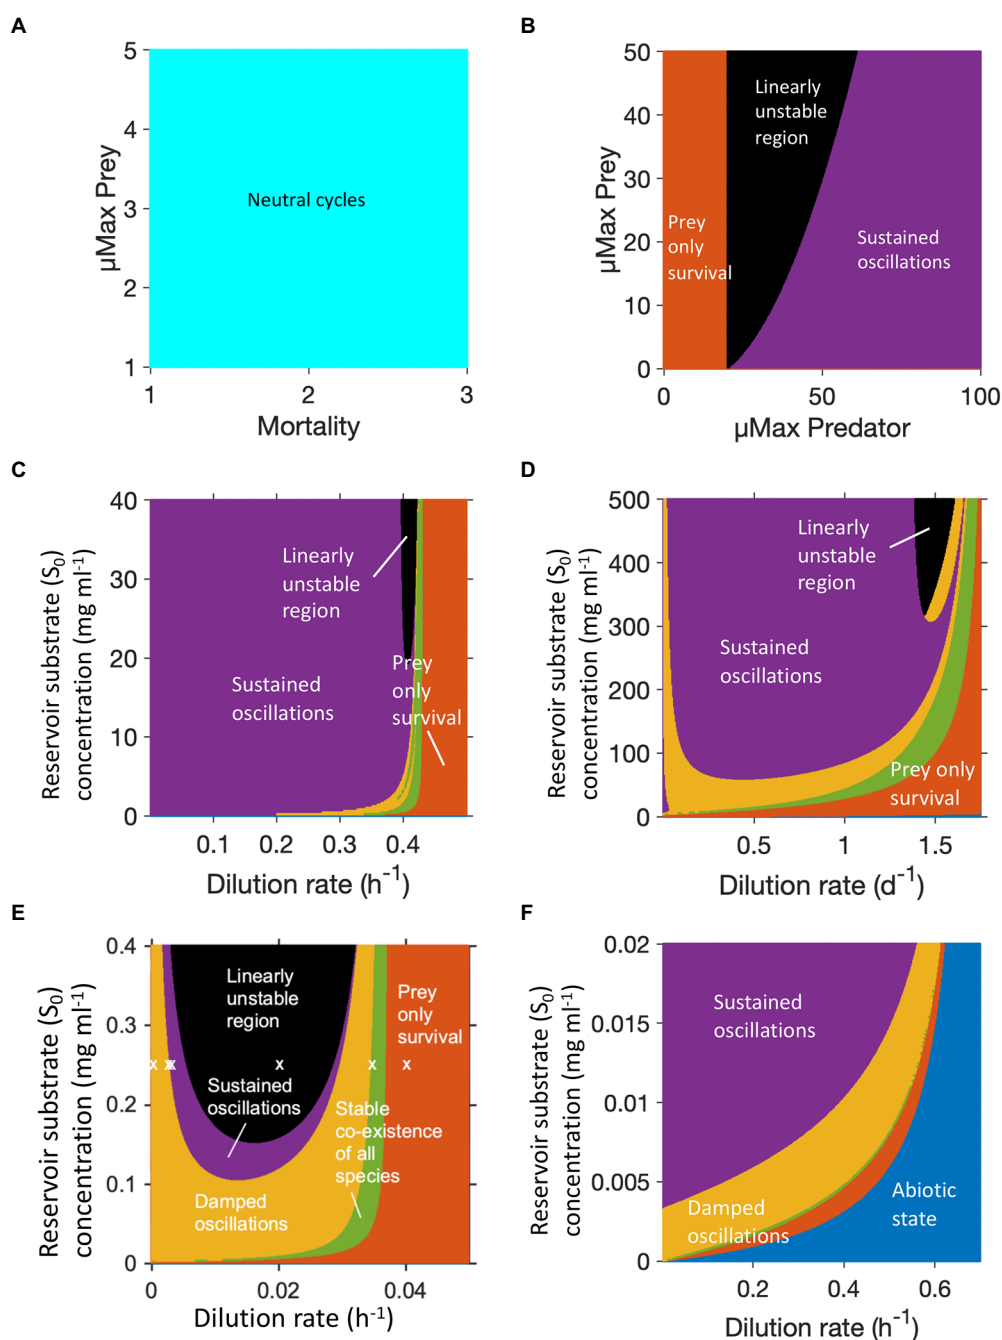 A
5
4
3
2
1
1
2
3
µMax Prey
Neutral cycles
Mortality
B
50
40
30
20
10
0
0
50
100
µMax Prey
Linearly
unstable
region
Prey
only
survival
Sustained
oscillations
µMax Predator
C
40
30
20
10
0
0.1
0.2
0.3
0.4
Reservoir substrate (S₀)
concentration (mg ml⁻¹)
Linearly
unstable
region
Sustained
oscillations
Prey
only
survival
Dilution rate (h⁻¹)
D
500
400
300
200
100
0
0.5
1
1.5
Reservoir substrate (S₀)
concentration (mg ml⁻¹)
Linearly
unstable
region
Sustained
oscillations
Prey only
survival
Dilution rate (d⁻¹)
E
0.4
0.3
0.2
0.1
0
0
0.02
0.04
Reservoir substrate (S₀)
concentration (mg ml⁻¹)
Linearly
unstable
region
Prey
only
survival
x xx x x x
Sustained
oscillations
Stable
co-existence
of all
species
Damped
oscillations
Dilution rate (h⁻¹)
F
0.02
0.015
0.01
0.005
0
0.2
0.4
0.6
Reservoir substrate (S₀)
concentration (mg ml⁻¹)
Sustained
oscillations
Damped
oscillations
Abiotic
state
Dilution rate (h⁻¹)